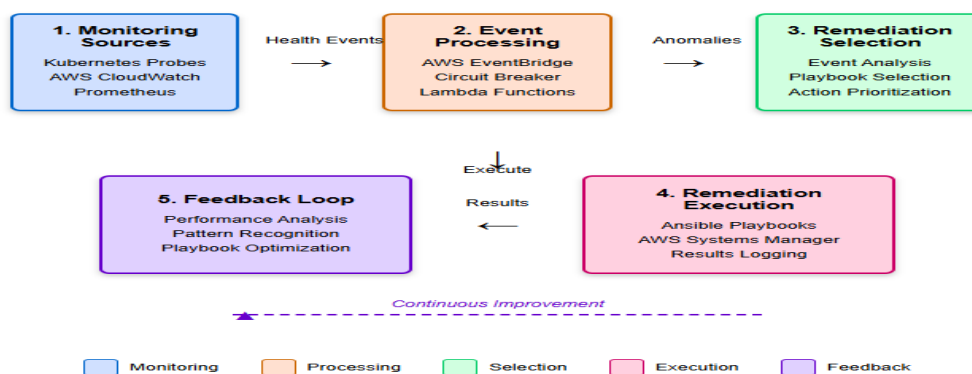 1. Monitoring
Sources
Kubernetes Probes
AWS CloudWatch
Prometheus
Health Events
2. Event
Processing
AWS EventBridge
Circuit Breaker
Lambda Functions
Anomalies
3. Remediation
Selection
Event Analysis
Playbook Selection
Action Prioritization
Execute
Results
5. Feedback Loop
Performance Analysis
Pattern Recognition
Playbook Optimization
4. Remediation
Execution
Ansible Playbooks
AWS Systems Manager
Results Logging
Continuous Improvement
Monitoring
Processing
Selection
Execution
Feedback